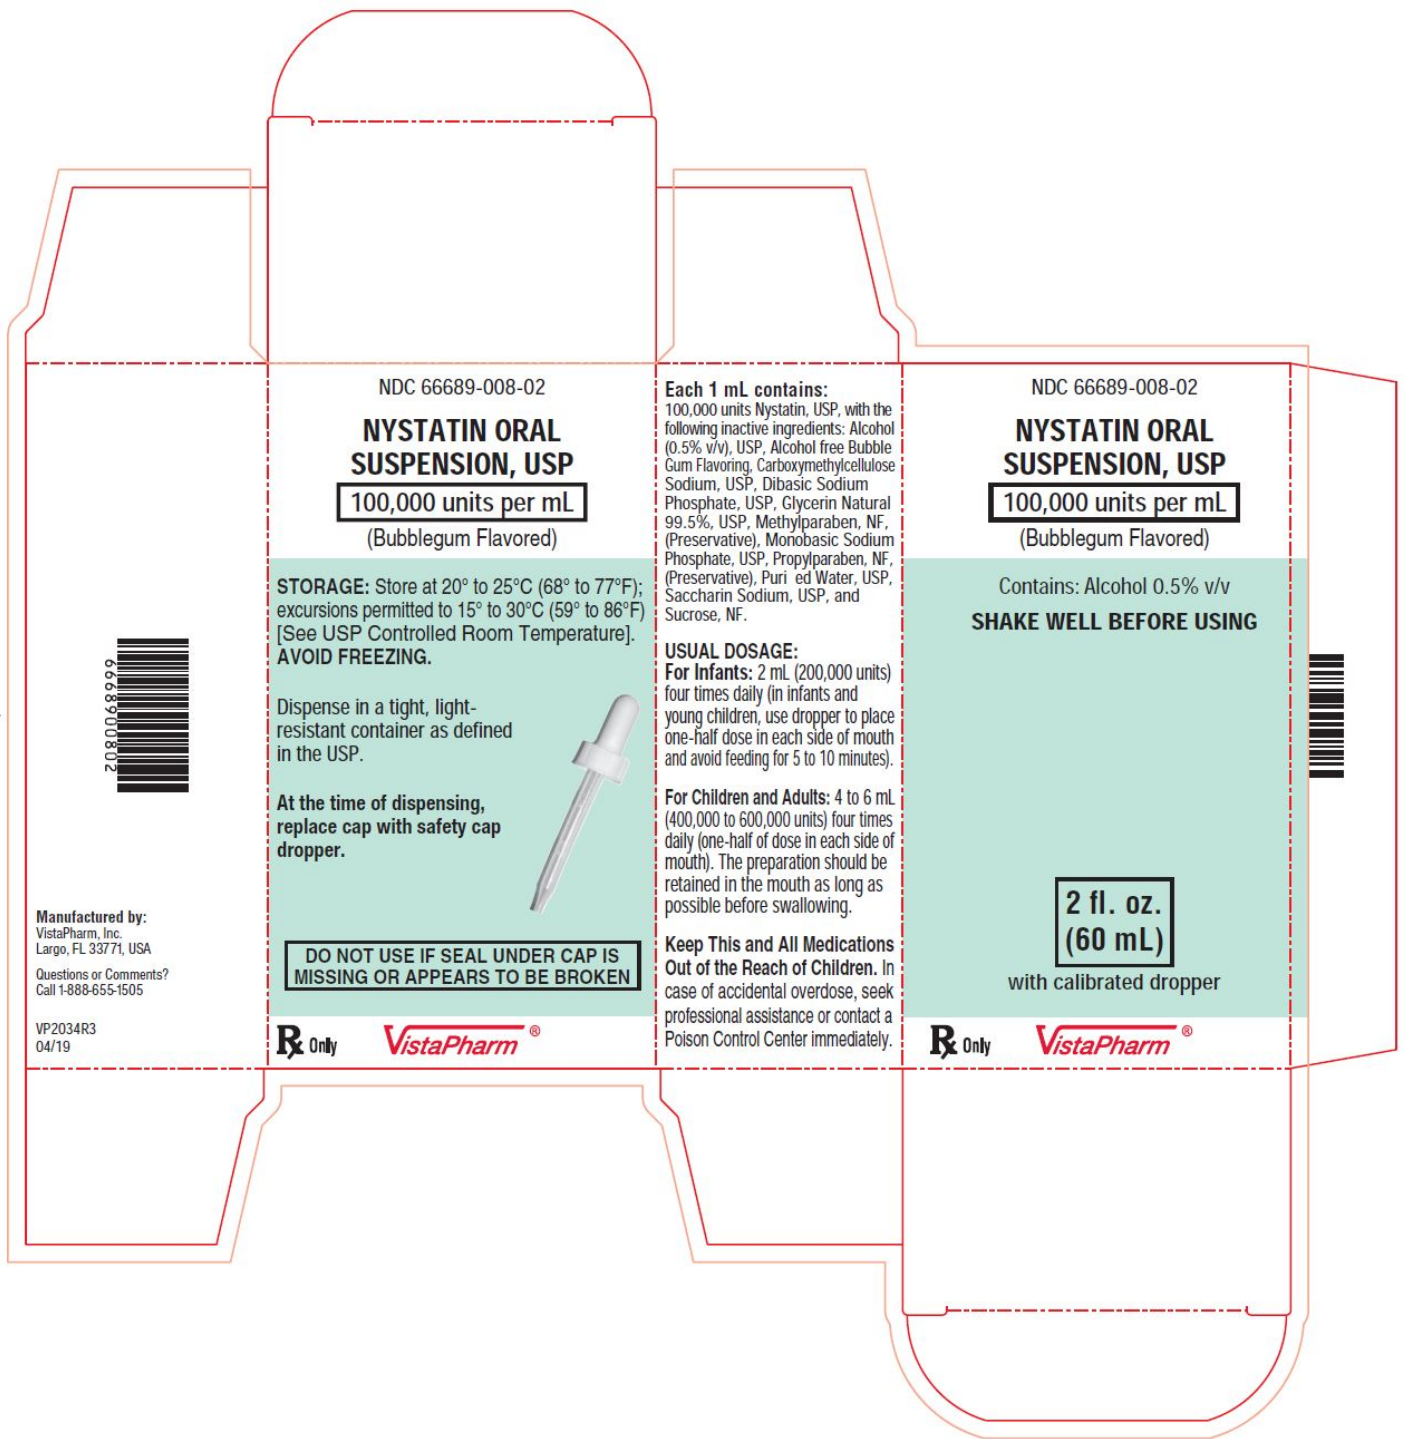 666890080002
Manufactured by:
VistaPharm, Inc.
Largo, FL 33771, USA
Questions or Comments?
Call 1-888-655-1505
VP2034R3
04/19
NDC 66689-008-02
NYSTATIN ORAL
SUSPENSION, USP
100,000 units per mL
(Bubblegum Flavored)
STORAGE: Store at 20° to 25°C (68° to 77°F);
excursions permitted to 15° to 30°C (59° to 86°F)
[See USP Controlled Room Temperature].
AVOID FREEZING.
Dispense in a tight, light-
resistant container as defined
in the USP.
At the time of dispensing,
replace cap with safety cap
dropper.
DO NOT USE IF SEAL UNDER CAP IS
MISSING OR APPEARS TO BE BROKEN
Rx Only
VistaPharm®
Each 1 mL contains:
100,000 units Nystatin, USP, with the
following inactive ingredients: Alcohol
(0.5% v/v), USP, Alcohol free Bubble
Gum Flavoring, Carboxymethylcellulose
Sodium, USP, Dibasic Sodium
Phosphate, USP, Glycerin Natural
99.5%, USP, Methylparaben, NF,
(Preservative), Monobasic Sodium
Phosphate, USP, Propylparaben, NF,
(Preservative), Puri ed Water, USP,
Saccharin Sodium, USP, and
Sucrose, NF.
USUAL DOSAGE:
For Infants: 2 mL (200,000 units)
four times daily (in infants and
young children, use dropper to place
one-half dose in each side of mouth
and avoid feeding for 5 to 10 minutes).
For Children and Adults: 4 to 6 mL
(400,000 to 600,000 units) four times
daily (one-half of dose in each side of
mouth). The preparation should be
retained in the mouth as long as
possible before swallowing.
Keep This and All Medications
Out of the Reach of Children. In
case of accidental overdose, seek
professional assistance or contact a
Poison Control Center immediately.
NDC 66689-008-02
NYSTATIN ORAL
SUSPENSION, USP
100,000 units per mL
(Bubblegum Flavored)
Contains: Alcohol 0.5% v/v
SHAKE WELL BEFORE USING
2 fl. oz.
(60 mL)
with calibrated dropper
Rx Only
VistaPharm®